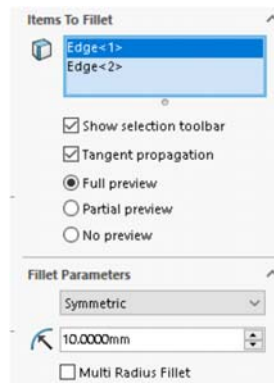 Items To Fillet
Edge<1>
Edge<2>
Show selection toolbar
Tangent propagation
Full preview
Partial preview
No preview
Fillet Parameters
Symmetric
10.0000mm
Multi Radius Fillet